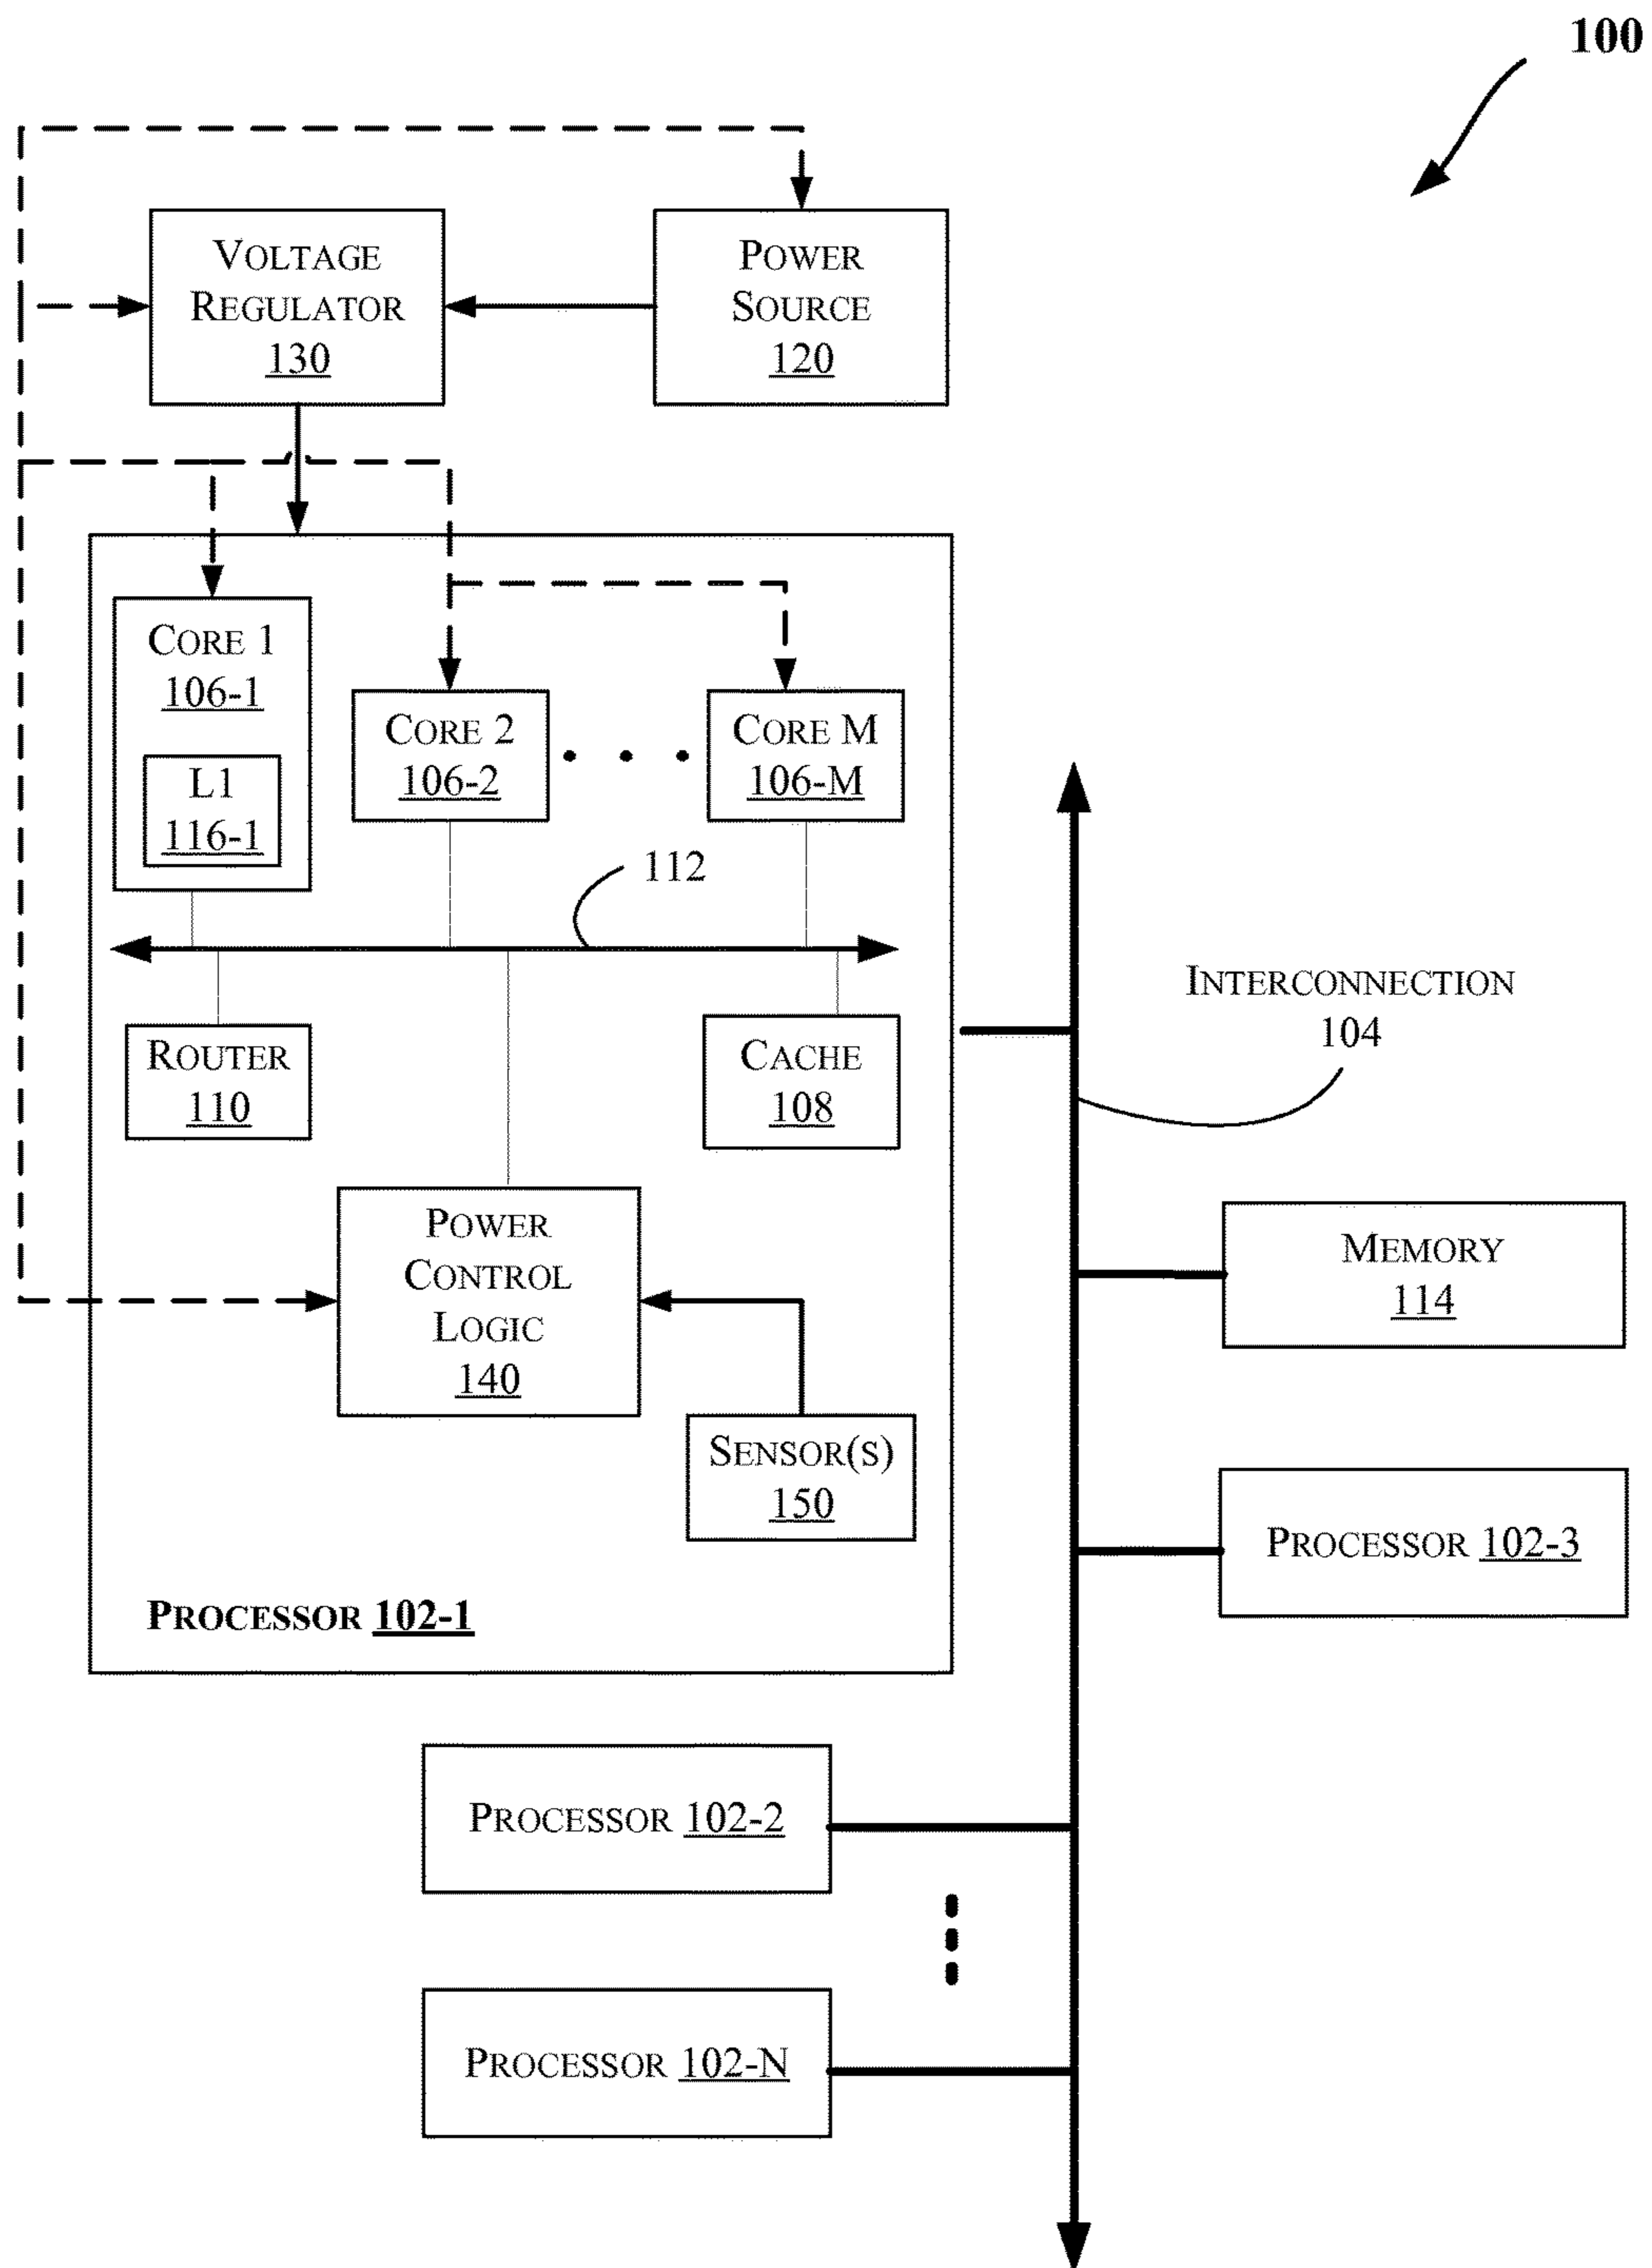 100
VOLTAGE
REGULATOR
130
POWER
SOURCE
120
CORE 1
106-1
L1
116-1
CORE 2
106-2
CORE M
106-M
112
ROUTER
110
CACHE
108
POWER
CONTROL
LOGIC
140
SENSOR(S)
150
PROCESSOR 102-1
INTERCONNECTION
104
MEMORY
114
PROCESSOR 102-3
PROCESSOR 102-2
PROCESSOR 102-N